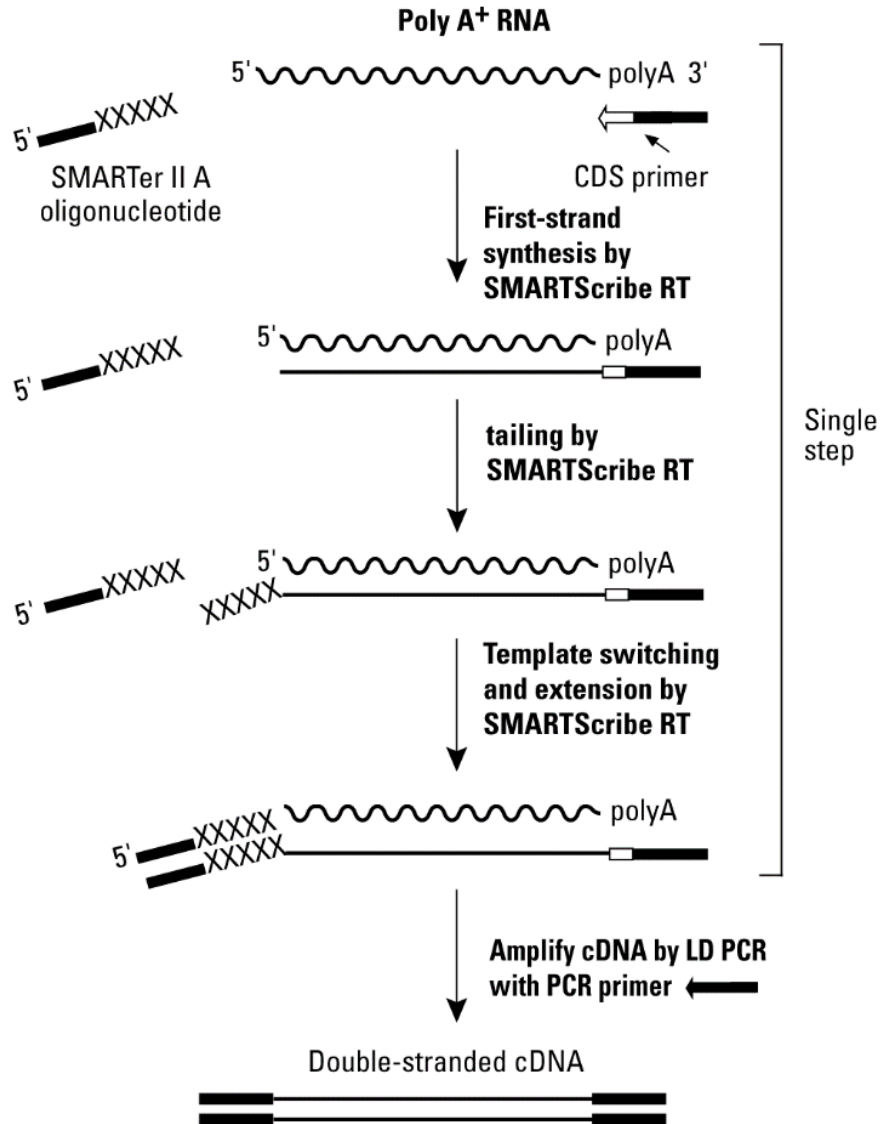 Poly A+ RNA
5' polyA 3'
5' XXXXX
SMARTer II A
oligonucleotide
CDS primer
First-strand
synthesis by
SMARTScribe RT
5' polyA
5' XXXXX
Single
step
tailing by
SMARTScribe RT
5' polyA
5' XXXXX XXXXX
Template switching
and extension by
SMARTScribe RT
polyA
5' XXXXX
XXXXX
Amplify cDNA by LD PCR
with PCR primer
Double-stranded cDNA